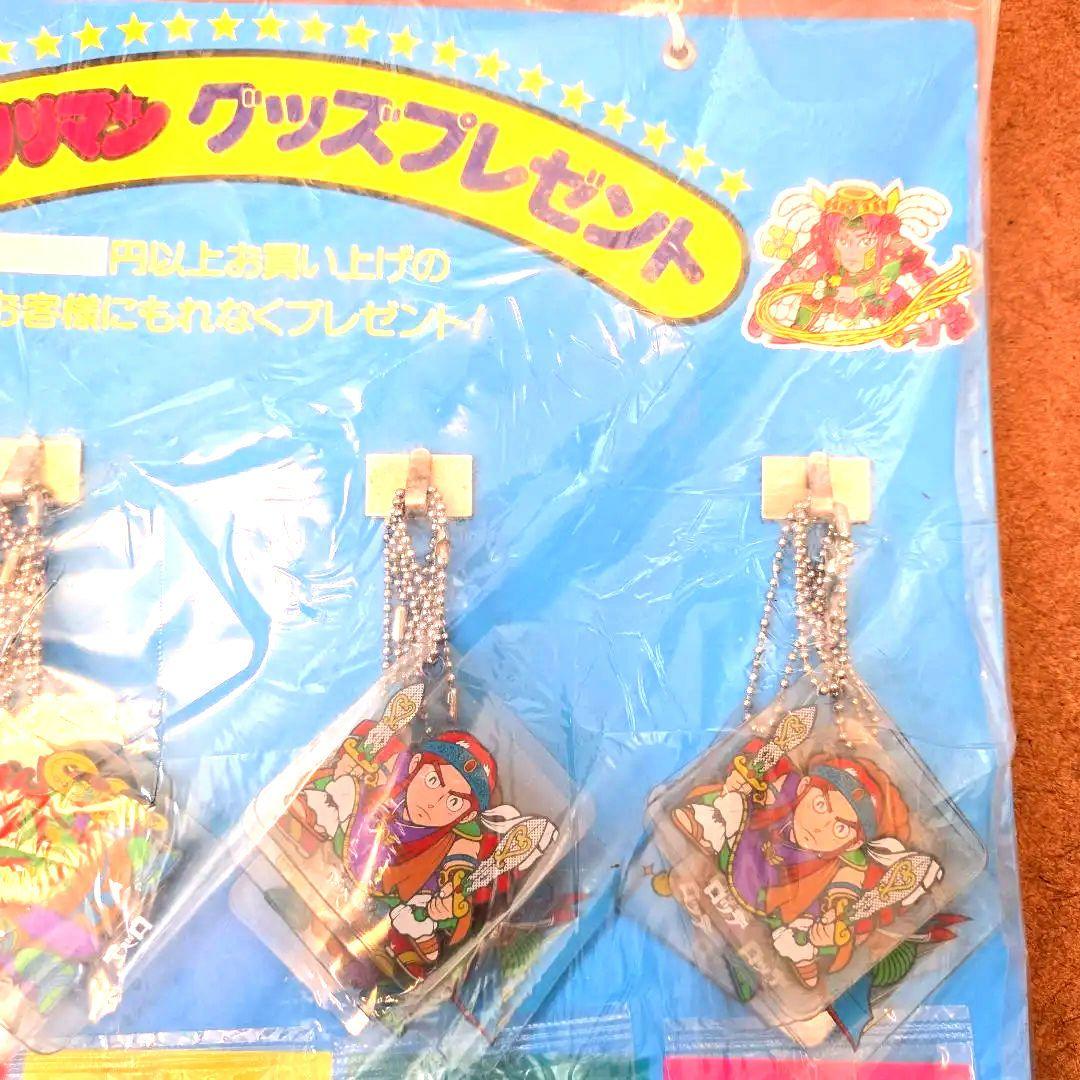 リマン グッズプレゼント
円以上お買い上げの
お客様にもれなくプレゼント!